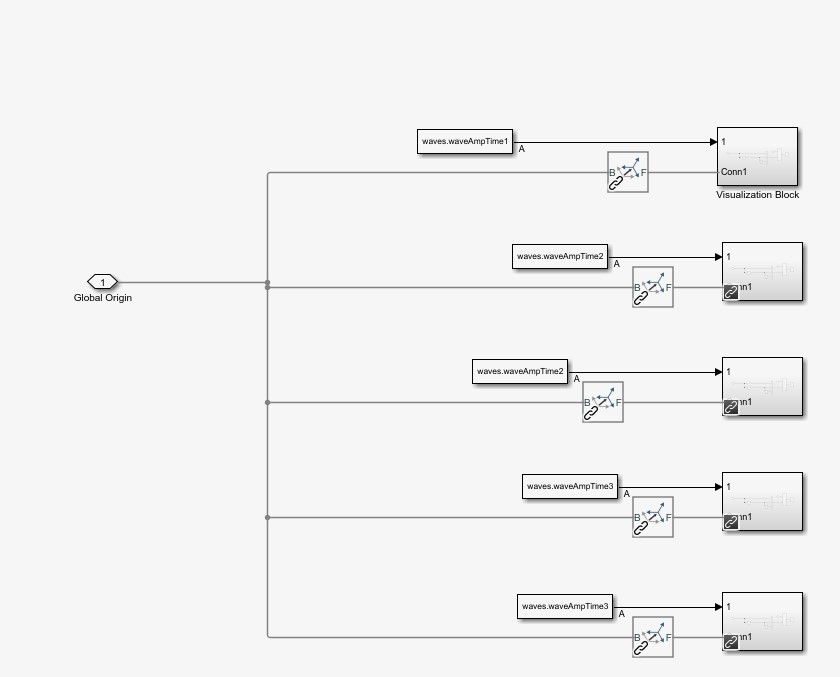 waves.waveAmpTime1
A
1
B
F
Conn1
Visualization Block
waves.waveAmpTime2
A
1
1
Global Origin
B
F
nn1
waves.waveAmpTime2
A
1
B
F
nn1
waves.waveAmpTime3
A
1
B
F
nn1
waves.waveAmpTime3
A
1
B
F
nn1